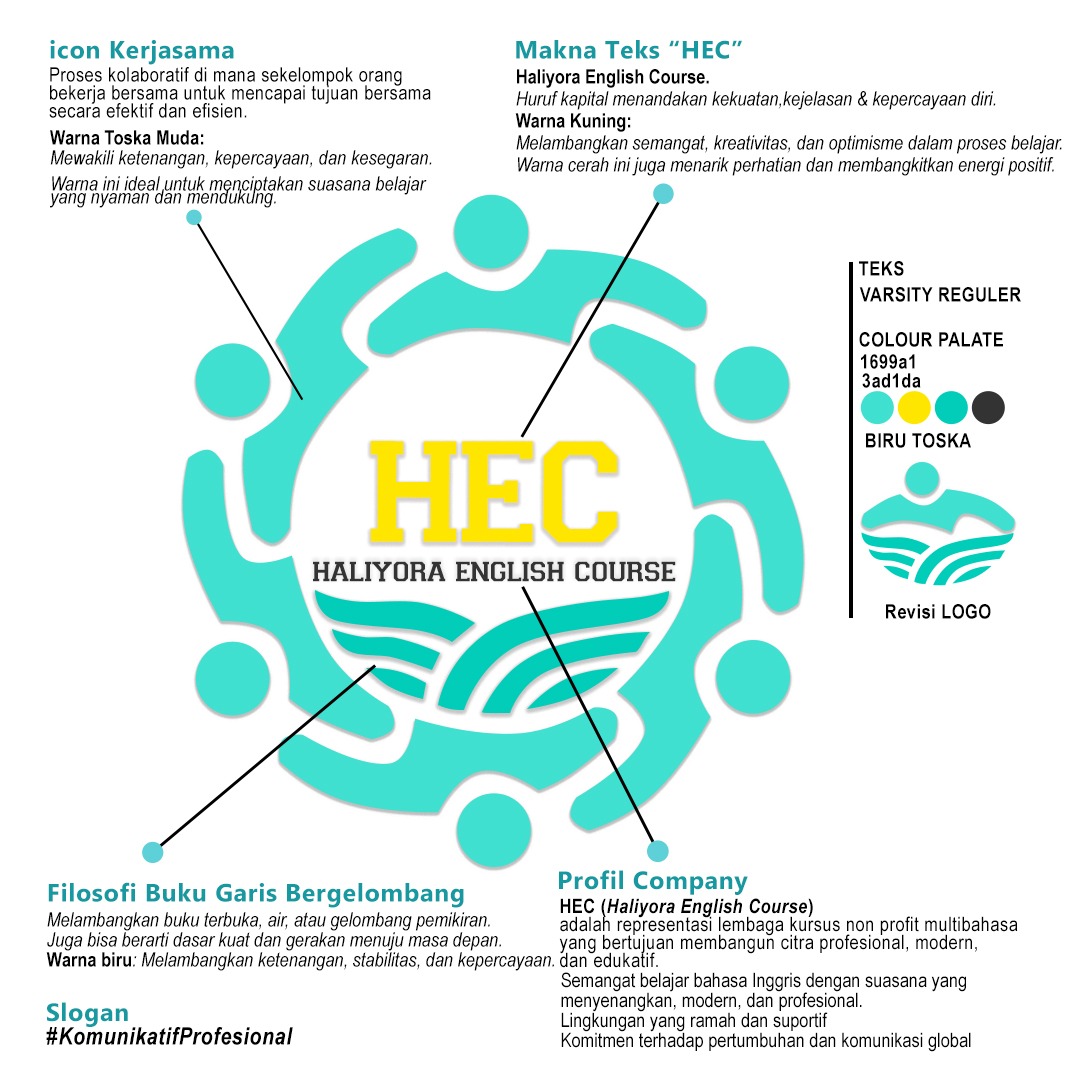 icon Kerjasama
Proses kolaboratif di mana sekelompok orang
bekerja bersama untuk mencapai tujuan bersama
secara efektif dan efisien.
Warna Toska Muda:
Mewakili ketenangan, kepercayaan, dan kesegaran.
Warna ini ideal untuk menciptakan suasana belajar
yang nyaman dan mendukung.
Makna Teks “HEC”
Haliyora English Course.
Huruf kapital menandakan kekuatan,kejelasan & kepercayaan diri.
Warna Kuning:
Melambangkan semangat, kreativitas, dan optimisme dalam proses belajar.
Warna cerah ini juga menarik perhatian dan membangkitkan energi positif.
TEKS
VARSITY REGULER
COLOUR PALATE
1699a1
3ad1da
BIRU TOSKA
Revisi LOGO
HEC
HALIYORA ENGLISH COURSE
Filosofi Buku Garis Bergelombang
Melambangkan buku terbuka, air, atau gelombang pemikiran.
Juga bisa berarti dasar kuat dan gerakan menuju masa depan.
Warna biru: Melambangkan ketenangan, stabilitas, dan kepercayaan.
Slogan
#KomunikatifProfesional
Profil Company
HEC (Haliyora English Course)
adalah representasi lembaga kursus non profit multibahasa
yang bertujuan membangun citra profesional, modern,
dan edukatif.
Semangat belajar bahasa Inggris dengan suasana yang
menyenangkan, modern, dan profesional.
Lingkungan yang ramah dan suportif
Komitmen terhadap pertumbuhan dan komunikasi global